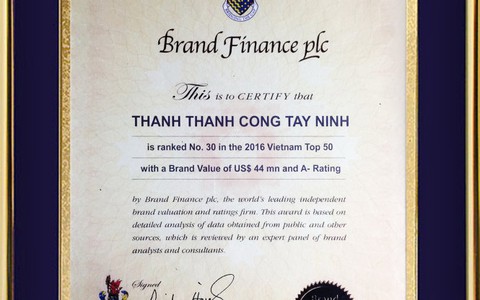 Brand Finance plc
This is to CERTIFY that
THANH THANH CONG TAY NINH
is ranked No. 30 in the 2016 Vietnam Top 50
with a Brand Value of US$ 44 mn and A- Rating
by Brand Finance plc, the world's leading independent
brand valuation and ratings firm. This award is based on
detailed analysis of data obtained from public and other
sources, which is reviewed by an expert panel of brand
analysts and consultants.
Signed
Brand